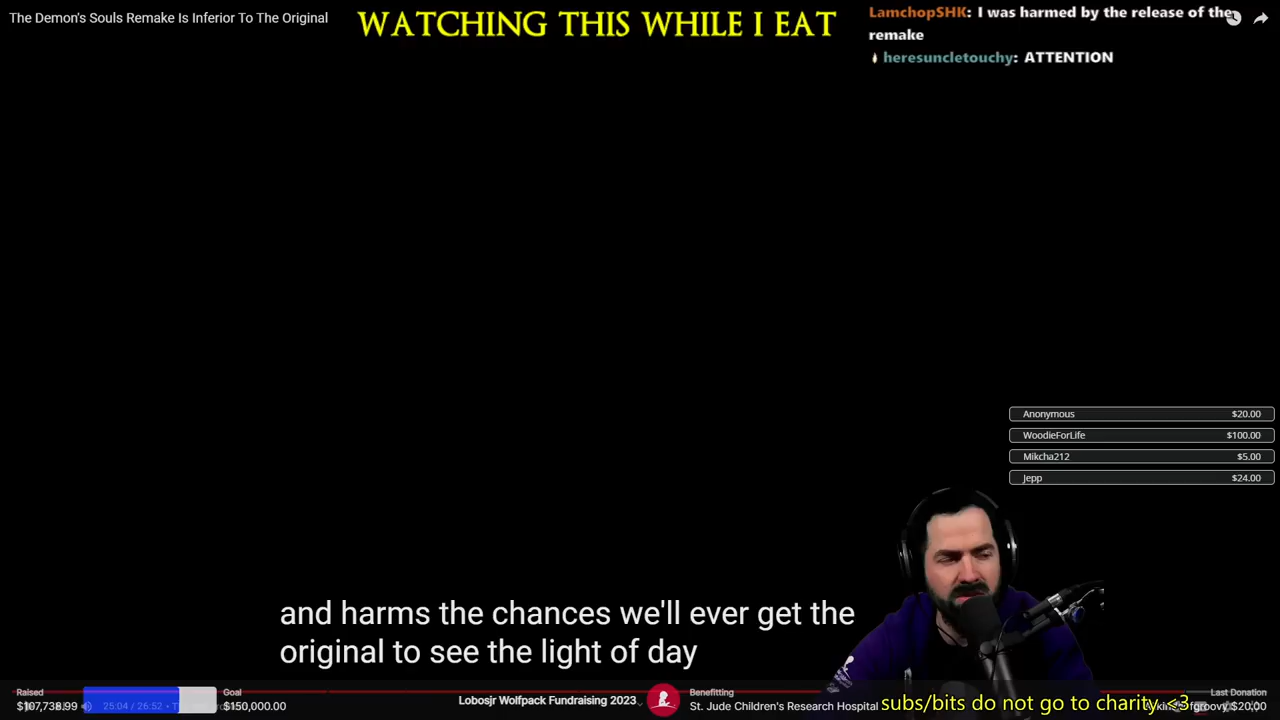 The Demon's Souls Remake Is Inferior To The Original
WATCHING THIS WHILE I EAT
LamchopSHK: I was harmed by the release of the
remake
heresuncletouchy: ATTENTION
Anonymous $20.00
WoodieForLife $100.00
Mikcha212 $5.00
Jepp $24.00
and harms the chances we'll ever get the
original to see the light of day
Raised
25:04 / 26:52
Goal
$150,000.00
Lobosjr Wolfpack Fundraising 2023
Benefitting
St. Jude Children's Research Hospital
subs/bits do not go to charity <3
Last Donation
$20.00